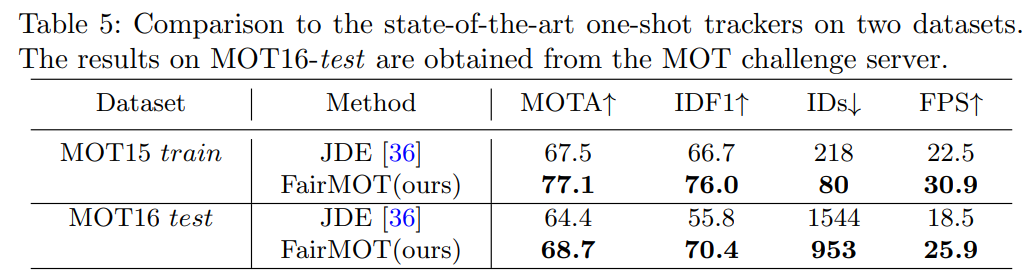 Table 5: Comparison to the state-of-the-art one-shot trackers on two datasets.
The results on MOT16-test are obtained from the MOT challenge server.
Dataset Method MOTA↑ IDF1↑ IDs↓ FPS↑
MOT15 train JDE [36] 67.5 66.7 218 22.5
FairMOT(ours) 77.1 76.0 80 30.9
MOT16 test JDE [36] 64.4 55.8 1544 18.5
FairMOT(ours) 68.7 70.4 953 25.9